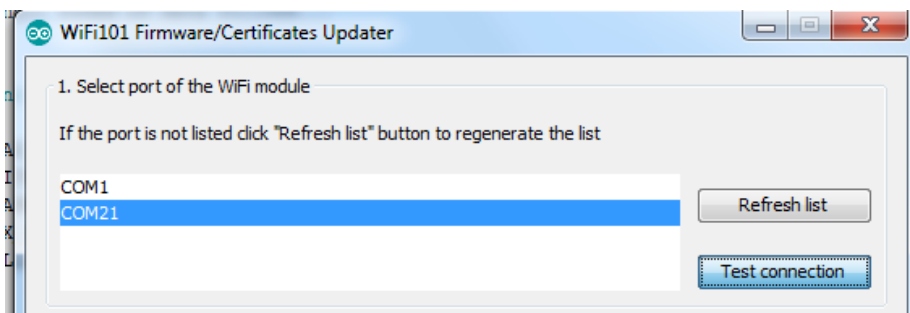 WiFi101 Firmware/Certificates Updater
1. Select port of the WiFi module
If the port is not listed click "Refresh list" button to regenerate the list
COM1
COM21
Refresh list
Test connection